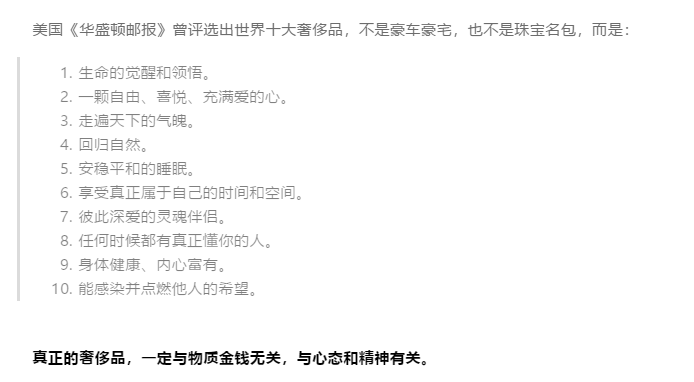 美国《华盛顿邮报》曾评选出世界十大奢侈品，不是豪车豪宅，也不是珠宝名包，而是：
1. 生命的觉醒和领悟。
2. 一颗自由、喜悦、充满爱的心。
3. 走遍天下的气魄。
4. 回归自然。
5. 安稳平和的睡眠。
6. 享受真正属于自己的时间和空间。
7. 彼此深爱的灵魂伴侣。
8. 任何时候都有真正懂你的人。
9. 身体健康、内心富有。
10. 能感染并点燃他人的希望。
真正的奢侈品，一定与物质金钱无关，与心态和精神有关。